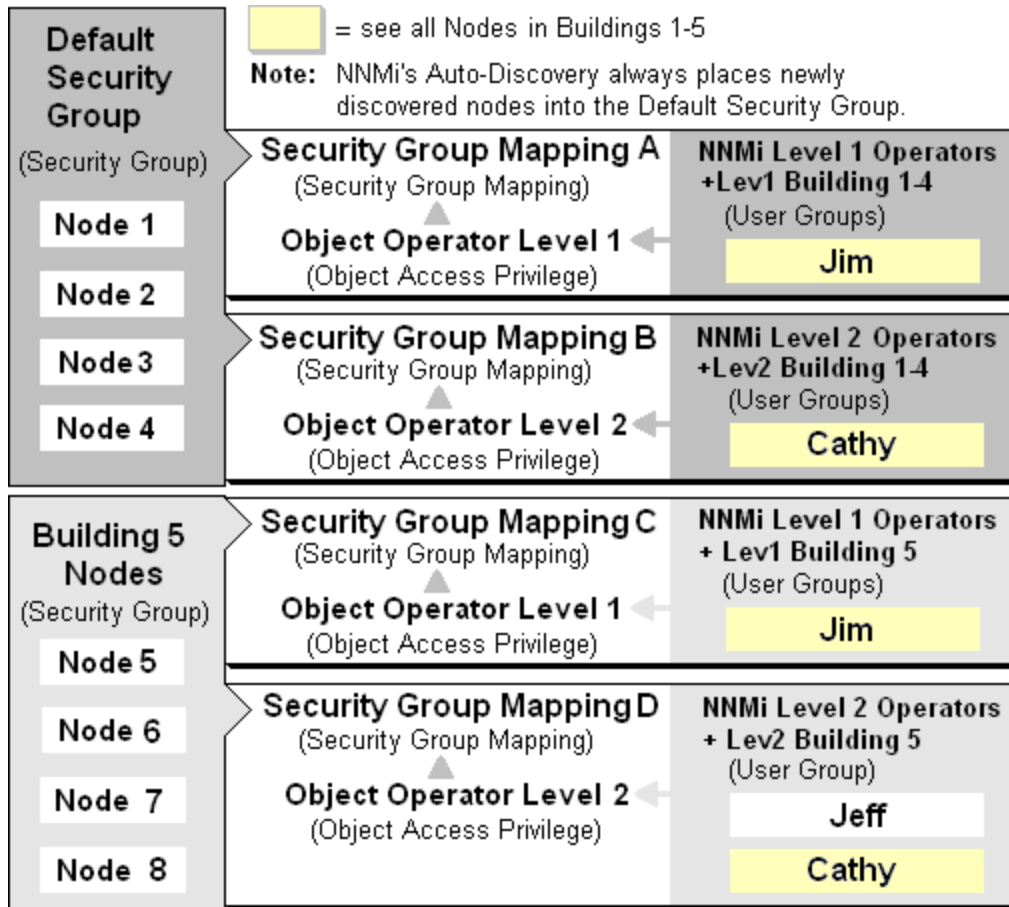 Default
Security
Group
(Security Group)
Node 1
Node 2
Node 3
Node 4
= see all Nodes in Buildings 1-5
Note: NNMi's Auto-Discovery always places newly
discovered nodes into the Default Security Group.
Security Group Mapping A
(Security Group Mapping)
Object Operator Level 1
(Object Access Privilege)
NNMi Level 1 Operators
+Lev1 Building 1-4
(User Groups)
Jim
Security Group Mapping B
(Security Group Mapping)
Object Operator Level 2
(Object Access Privilege)
NNMi Level 2 Operators
+Lev2 Building 1-4
(User Groups)
Cathy
Building 5
Nodes
(Security Group)
Node 5
Node 6
Node 7
Node 8
Security Group Mapping C
(Security Group Mapping)
Object Operator Level 1
(Object Access Privilege)
NNMi Level 1 Operators
+ Lev1 Building 5
(User Groups)
Jim
Security Group Mapping D
(Security Group Mapping)
Object Operator Level 2
(Object Access Privilege)
NNMi Level 2 Operators
+ Lev2 Building 5
(User Group)
Jeff
Cathy